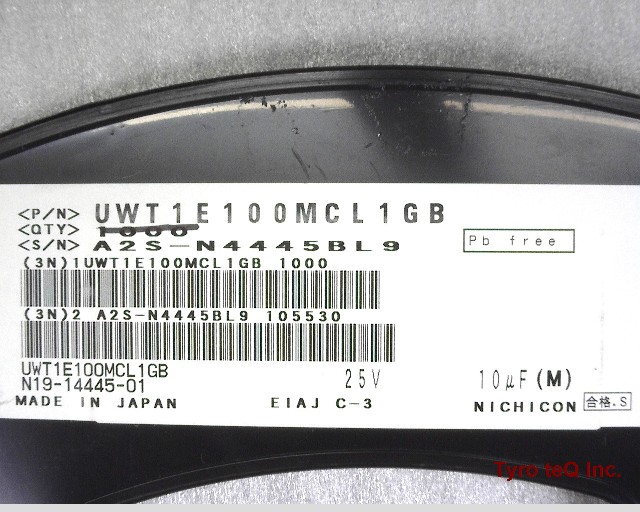 <P/N> UWT1E100MCL1GB
<QTY> 1000
<S/N> A2S-N4445BL9
Pb free
(3N)1UWT1E100MCL1GB 1000
(3N)2 A2S-N4445BL9 105530
UWT1E100MCL1GB
N19-14445-01
25V 10μF (M)
MADE IN JAPAN EIAJ C-3 NICHICON 合格.S
Tyro teQ Inc.